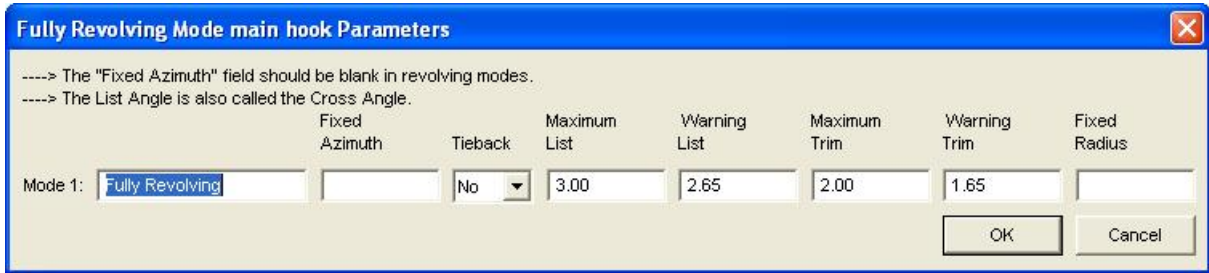 Fully Revolving Mode main hook Parameters
----> The "Fixed Azimuth" field should be blank in revolving modes.
----> The List Angle is also called the Cross Angle.
Fixed Maximum Warning Maximum Warning Fixed
Azimuth Tieback List List Trim Trim Radius
Mode 1: Fully Revolving No 3.00 2.65 2.00 1.65
OK Cancel